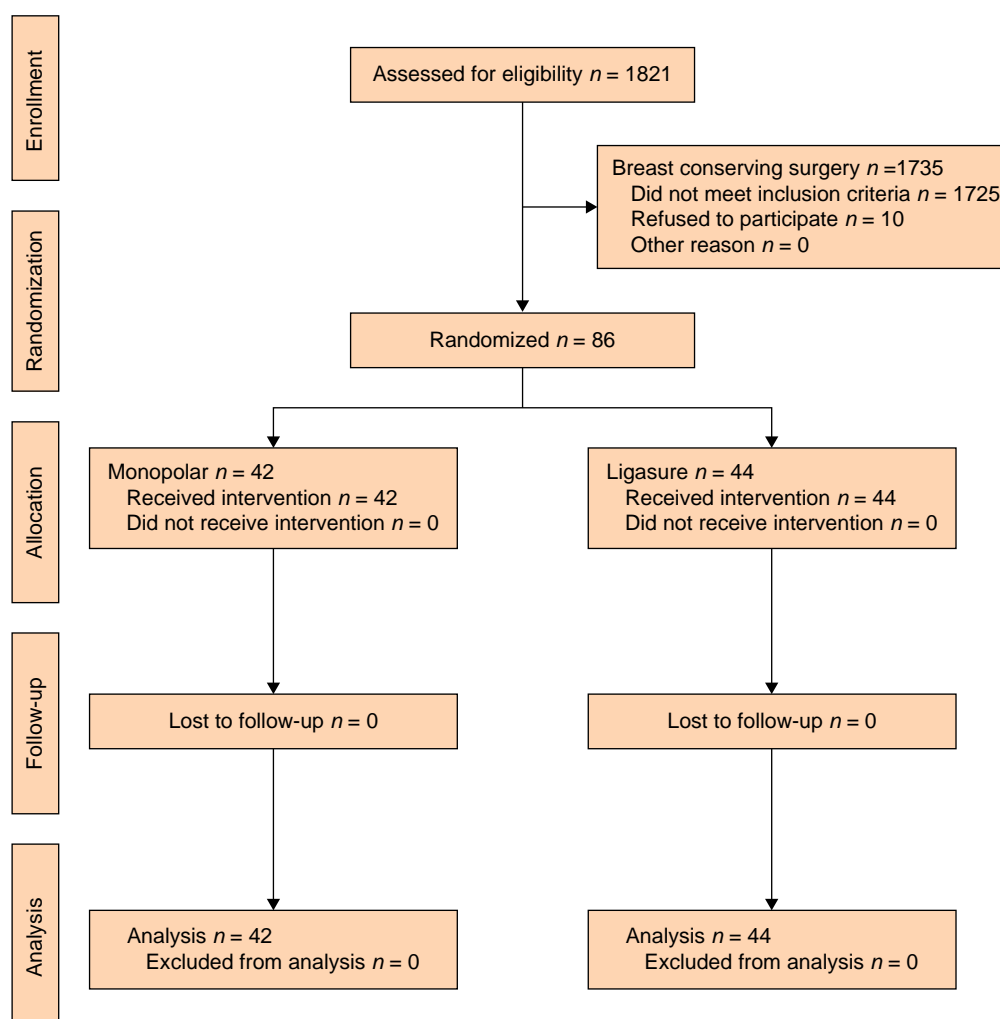 Enrollment
Assessed for eligibility n = 1821
Breast conserving surgery n =1735
Did not meet inclusion criteria n = 1725
Refused to participate n = 10
Other reason n = 0
Randomization
Randomized n = 86
Allocation
Monopolar n = 42
Received intervention n = 42
Did not receive intervention n = 0
Ligasure n = 44
Received intervention n = 44
Did not receive intervention n = 0
Follow-up
Lost to follow-up n = 0
Lost to follow-up n = 0
Analysis
Analysis n = 42
Excluded from analysis n = 0
Analysis n = 44
Excluded from analysis n = 0